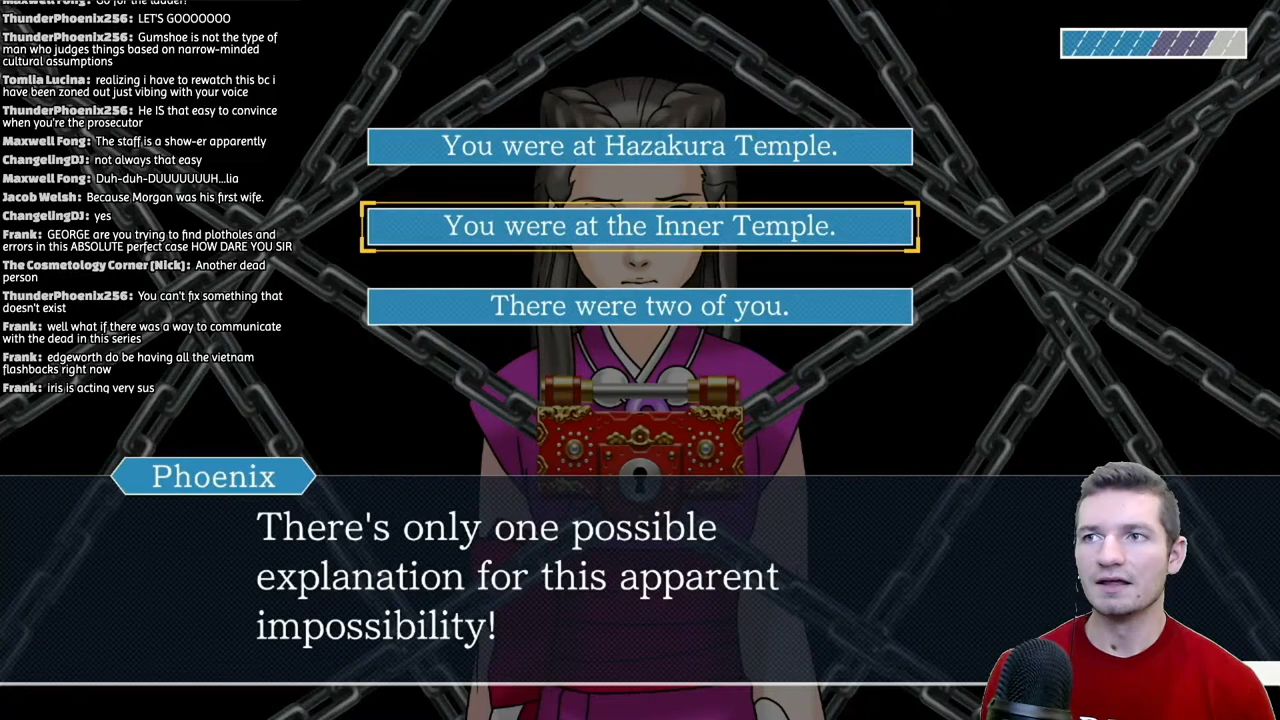 Maxwell Fong: Go for the ladder!
ThunderPhoenix256: LET'S GOOOOOOO
ThunderPhoenix256: Gumshoe is not the type of
man who judges things based on narrow-minded
cultural assumptions
Tomlia Lucina: realizing i have to rewatch this bc i
have been zoned out just vibing with your voice
ThunderPhoenix256: He IS that easy to convince
when you're the prosecutor
Maxwell Fong: The staff is a show-er apparently
ChangelingDJ: not always that easy
Maxwell Fong: Duh-duh-DUUUUUUUH...lia
Jacob Welsh: Because Morgan was his first wife.
ChangelingDJ: yes
Frank: GEORGE are you trying to find plotholes and
errors in this ABSOLUTE perfect case HOW DARE YOU SIR
The Cosmetology Corner [Nick]: Another dead
person
ThunderPhoenix256: You can't fix something that
doesn't exist
Frank: well what if there was a way to communicate
with the dead in this series
Frank: edgeworth do be having all the vietnam
flashbacks right now
Frank: iris is acting very sus
You were at Hazakura Temple.
You were at the Inner Temple.
There were two of you.
Phoenix
There's only one possible
explanation for this apparent
impossibility!